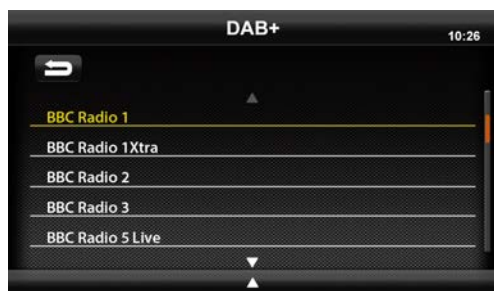 DAB+
10:26
BBC Radio 1
BBC Radio 1Xtra
BBC Radio 2
BBC Radio 3
BBC Radio 5 Live